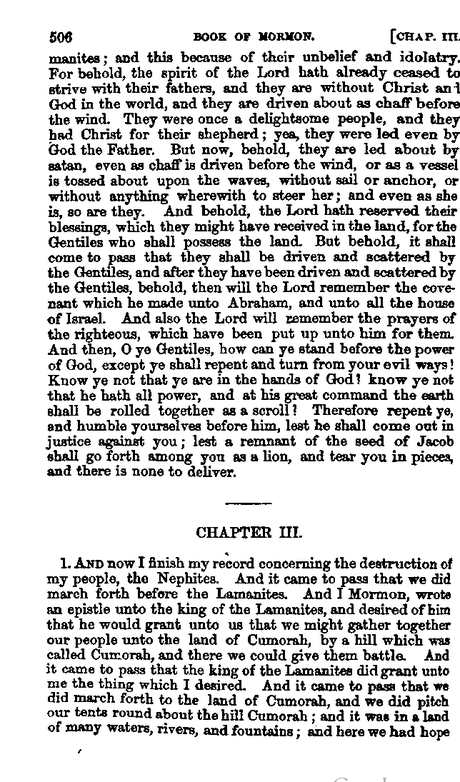 506 BOOK OF MORMON. [CHAP. III.
manites; and this because of their unbelief and idolatry.
For behold, the spirit of the Lord hath already ceased to
strive with their fathers, and they are without Christ and
God in the world, and they are driven about as chaff before
the wind. They were once a delightsome people, and they
had Christ for their shepherd; yea, they were led even by
God the Father. But now, behold, they are led about by
satan, even as chaff is driven before the wind, or as a vessel
is tossed about upon the waves, without sail or anchor, or
without anything wherewith to steer her; and even as she
is, so are they. And behold, the Lord hath reserved their
blessings, which they might have received in the land, for the
Gentiles who shall possess the land. But behold, it shall
come to pass that they shall be driven and scattered by
the Gentiles, and after they have been driven and scattered by
the Gentiles, behold, then will the Lord remember the cove-
nant which he made unto Abraham, and unto all the house
of Israel. And also the Lord will remember the prayers of
the righteous, which have been put up unto him for them.
And then, O ye Gentiles, how can ye stand before the power
of God, except ye shall repent and turn from your evil ways!
Know ye not that ye are in the hands of God? know ye not
that he hath all power, and at his great command the earth
shall be rolled together as a scroll? Therefore repent ye,
and humble yourselves before him, lest he shall come out in
justice against you; lest a remnant of the seed of Jacob
shall go forth among you as a lion, and tear you in pieces,
and there is none to deliver.
CHAPTER III.
1. AND now I finish my record concerning the destruction of
my people, the Nephites. And it came to pass that we did
march forth before the Lamanites. And I Mormon, wrote
an epistle unto the king of the Lamanites, and desired of him
that he would grant unto us that we might gather together
our people unto the land of Cumorah, by a hill which was
called Cumorah, and there we could give them battle. And
it came to pass that the king of the Lamanites did grant unto
me the thing which I desired. And it came to pass that we
did march forth to the land of Cumorah, and we did pitch
our tents round about the hill Cumorah; and it was in a land
of many waters, rivers, and fountains; and here we had hope